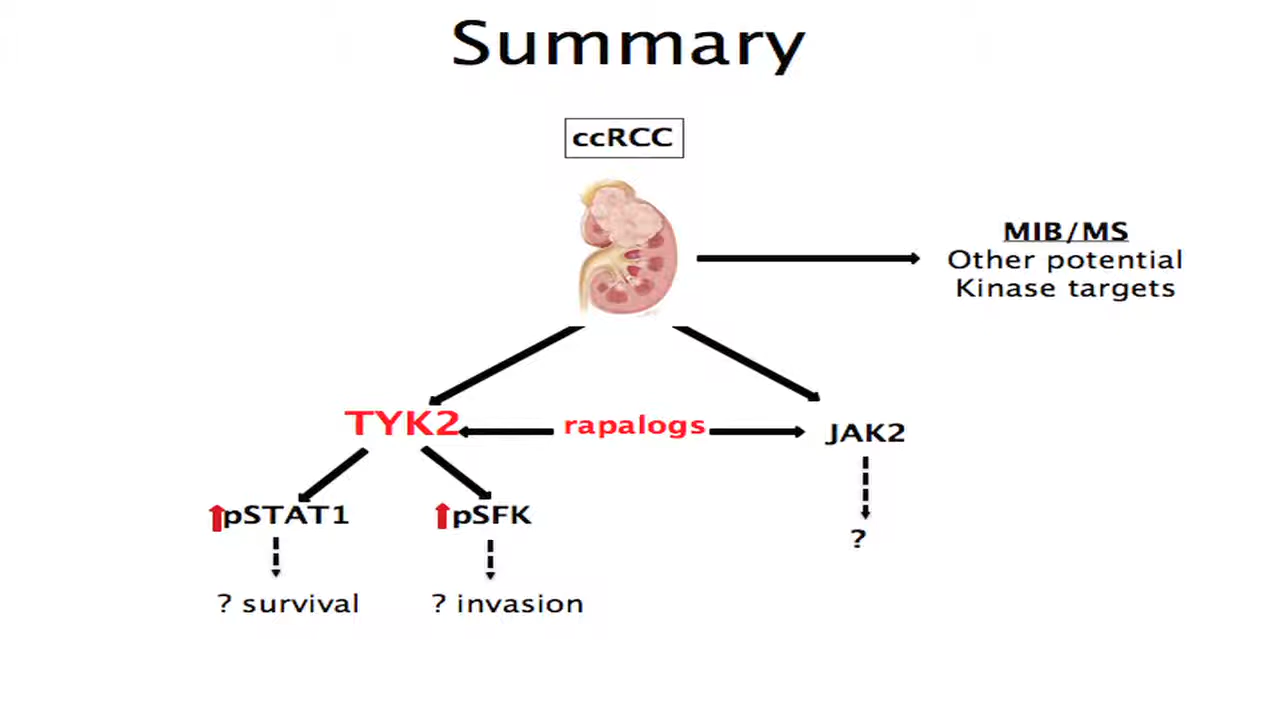 Summary
ccRCC
MIB/MS
Other potential
Kinase targets
TYK2
rapalogs
JAK2
pSTAT1
pSFK
?
? survival
? invasion